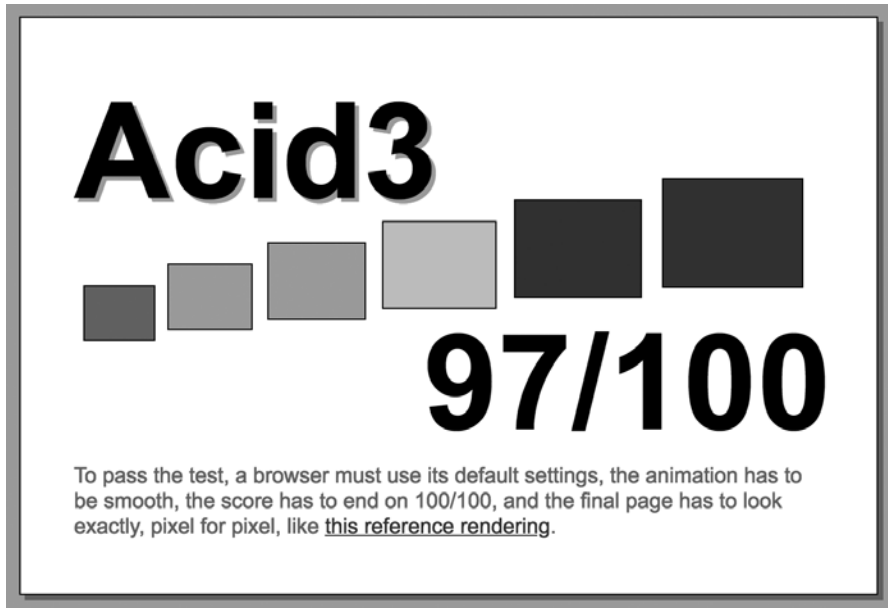 Acid3
97/100
To pass the test, a browser must use its default settings, the animation has to
be smooth, the score has to end on 100/100, and the final page has to look
exactly, pixel for pixel, like this reference rendering.